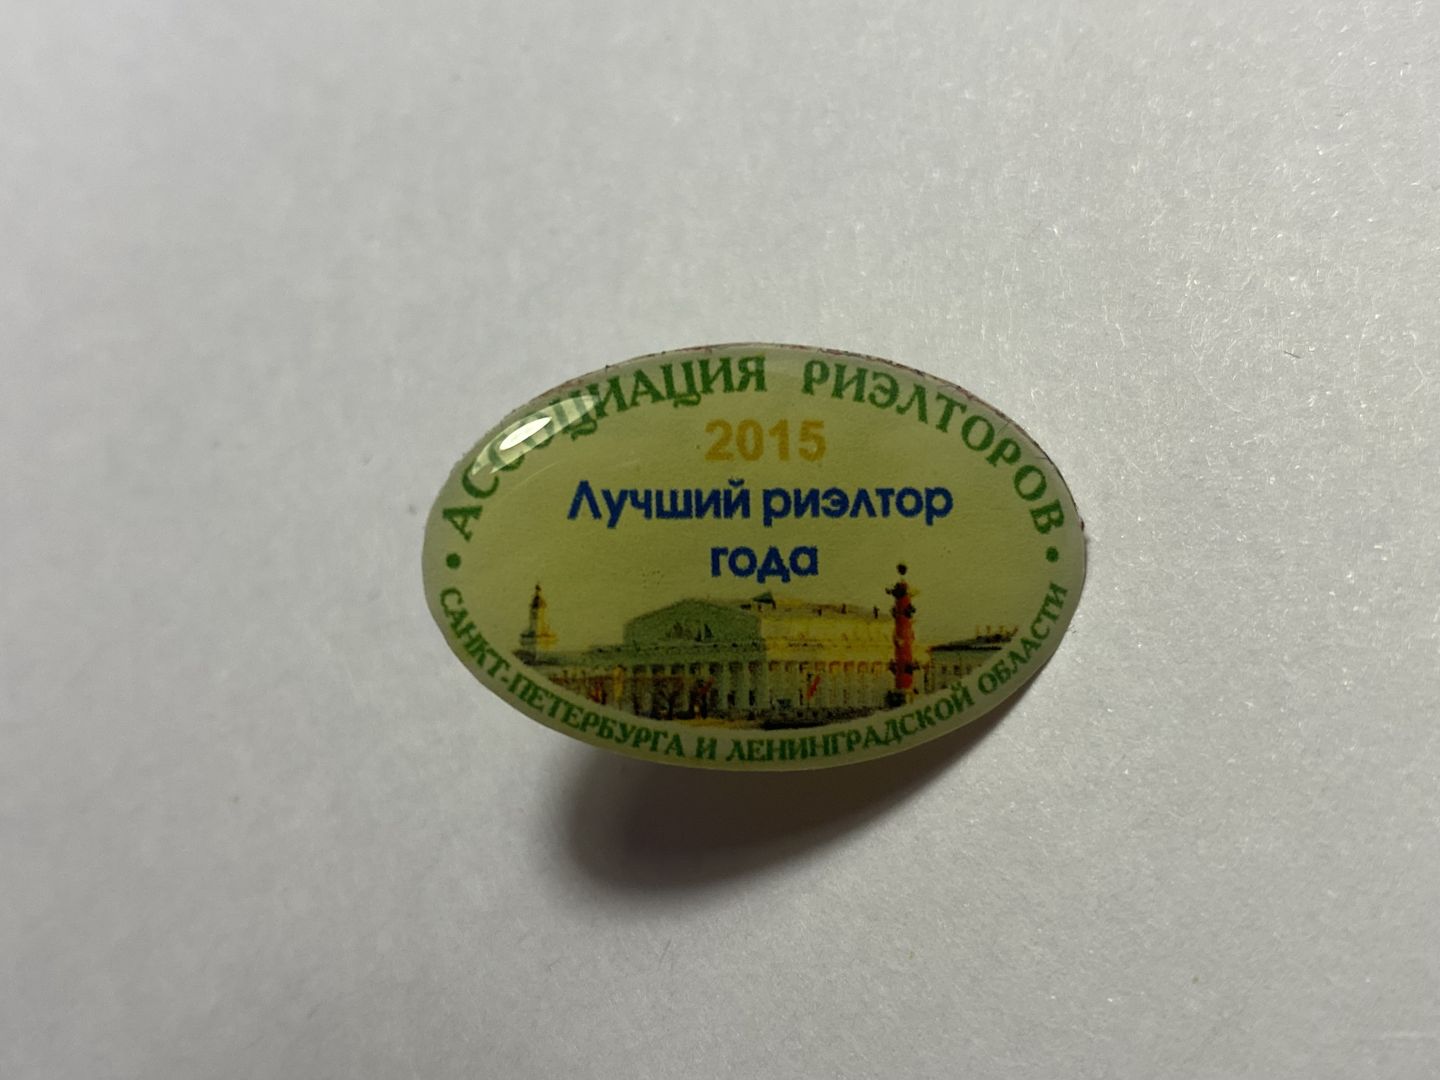 АССОЦИАЦИЯ РИЭЛТОРОВ
2015
Лучший риэлтор
года
• САНКТ-ПЕТЕРБУРГА И ЛЕНИНГРАДСКОЙ ОБЛАСТИ •